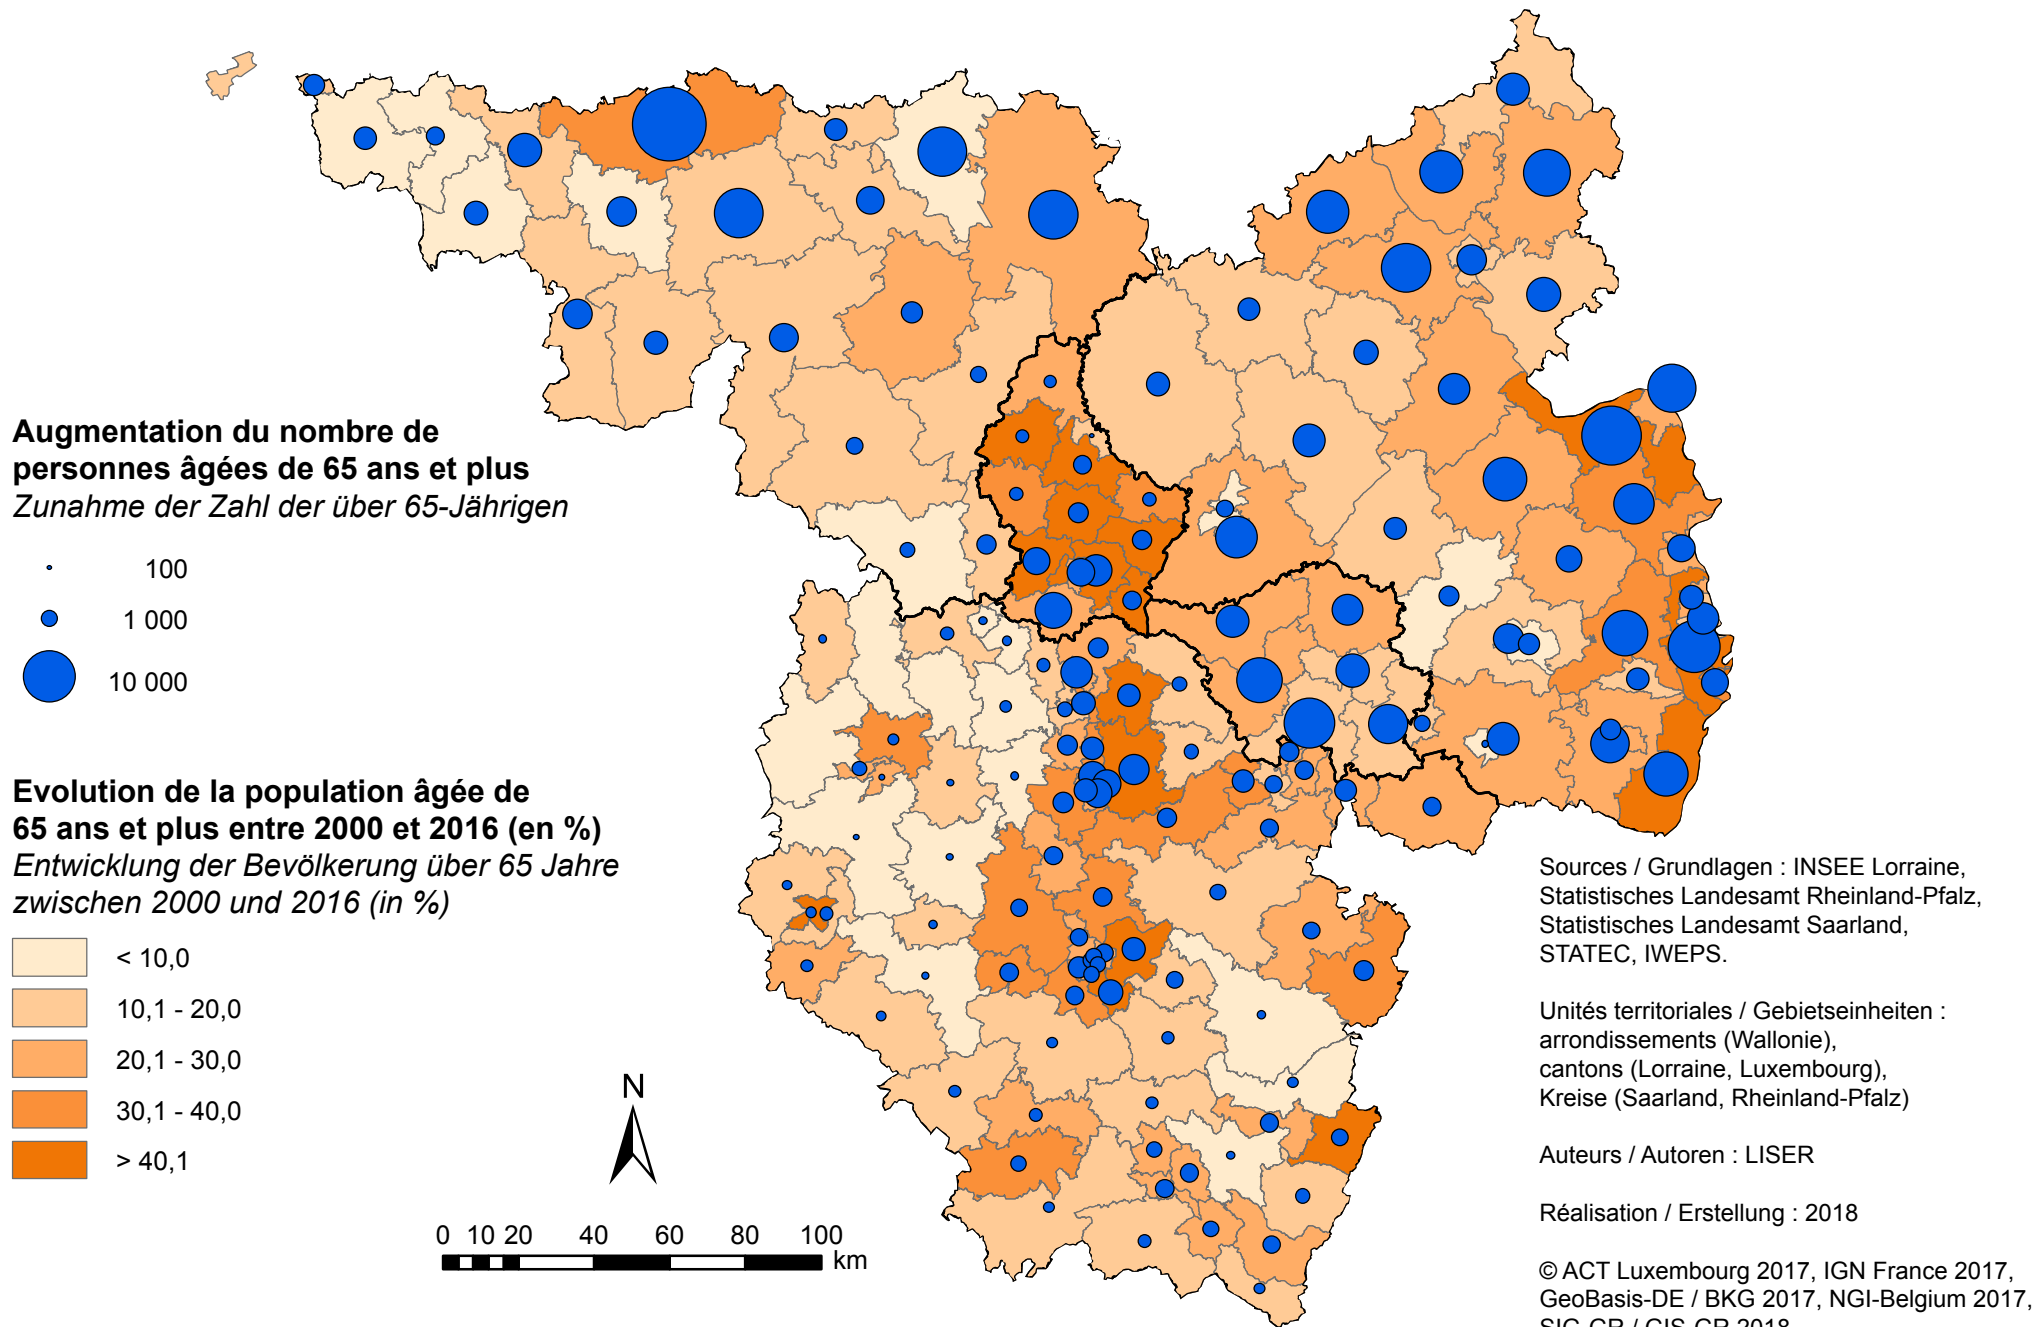 Augmentation du nombre de
personnes âgées de 65 ans et plus
Zunahme der Zahl der über 65-Jährigen
100
1 000
10 000
Evolution de la population âgée de
65 ans et plus entre 2000 et 2016 (en %)
Entwicklung der Bevölkerung über 65 Jahre
zwischen 2000 und 2016 (in %)
< 10,0
10,1 - 20,0
20,1 - 30,0
30,1 - 40,0
> 40,1
N
0 10 20 40 60 80 100
km
Sources / Grundlagen : INSEE Lorraine,
Statistisches Landesamt Rheinland-Pfalz,
Statistisches Landesamt Saarland,
STATEC, IWEPS.
Unités territoriales / Gebietseinheiten :
arrondissements (Wallonie),
cantons (Lorraine, Luxembourg),
Kreise (Saarland, Rheinland-Pfalz)
Auteurs / Autoren : LISER
Réalisation / Erstellung : 2018
© ACT Luxembourg 2017, IGN France 2017,
GeoBasis-DE / BKG 2017, NGI-Belgium 2017,
SIG-GR / GIS-GR 2018